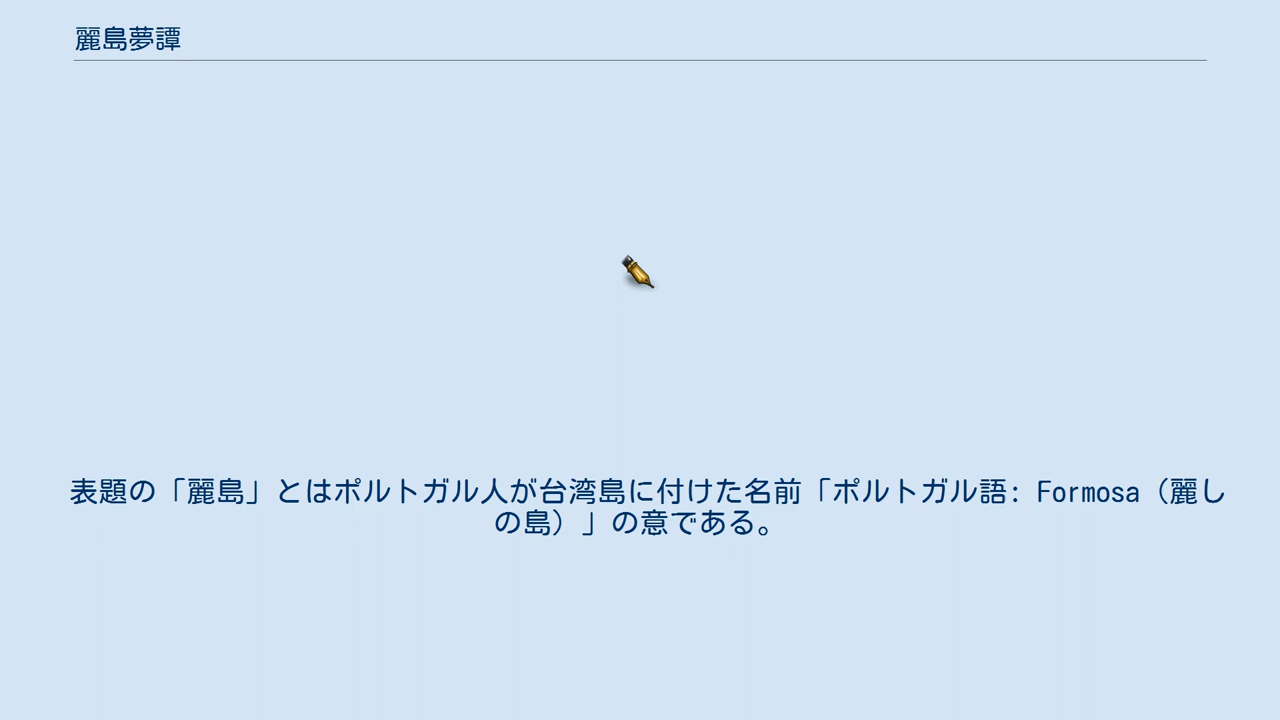 麗島夢譚
表題の「麗島」とはポルトガル人が台湾島に付けた名前「ポルトガル語: Formosa（麗し
の島）」の意である。